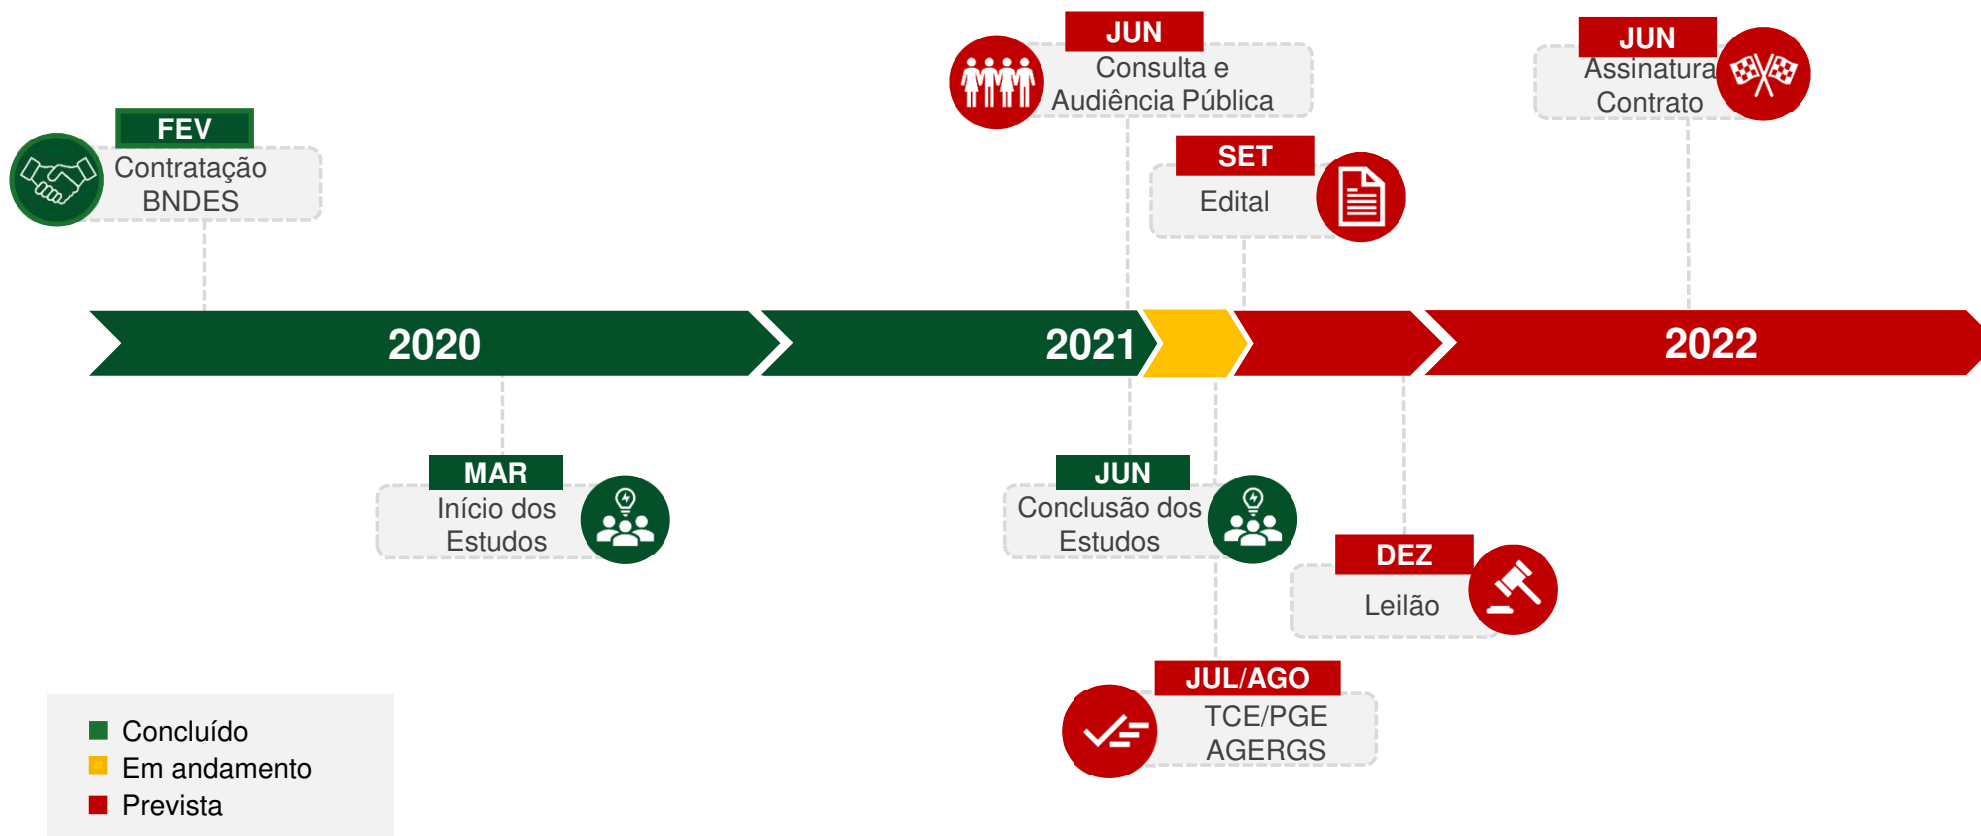 JUN
Consulta e
Audiência Pública
JUN
Assinatura
Contrato
FEV
Contratação
BNDES
SET
Edital
2020
2021
2022
MAR
Início dos
Estudos
JUN
Conclusão dos
Estudos
DEZ
Leilão
JUL/AGO
TCE/PGE
AGERGS
Concluído
Em andamento
Prevista